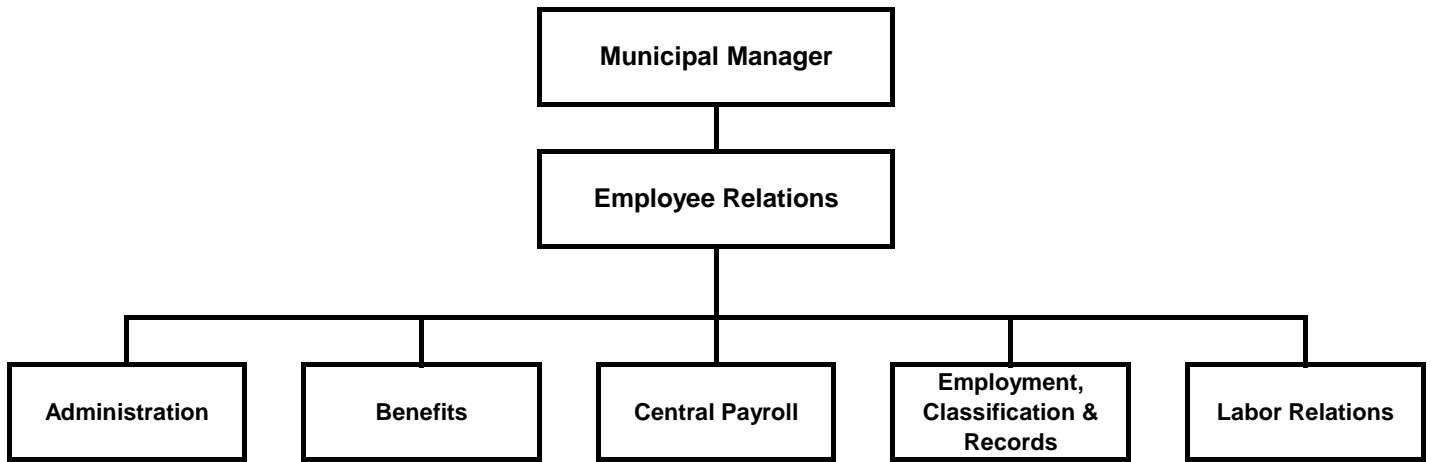 Municipal Manager
Employee Relations
Administration
Benefits
Central Payroll
Employment,
Classification &
Records
Labor Relations